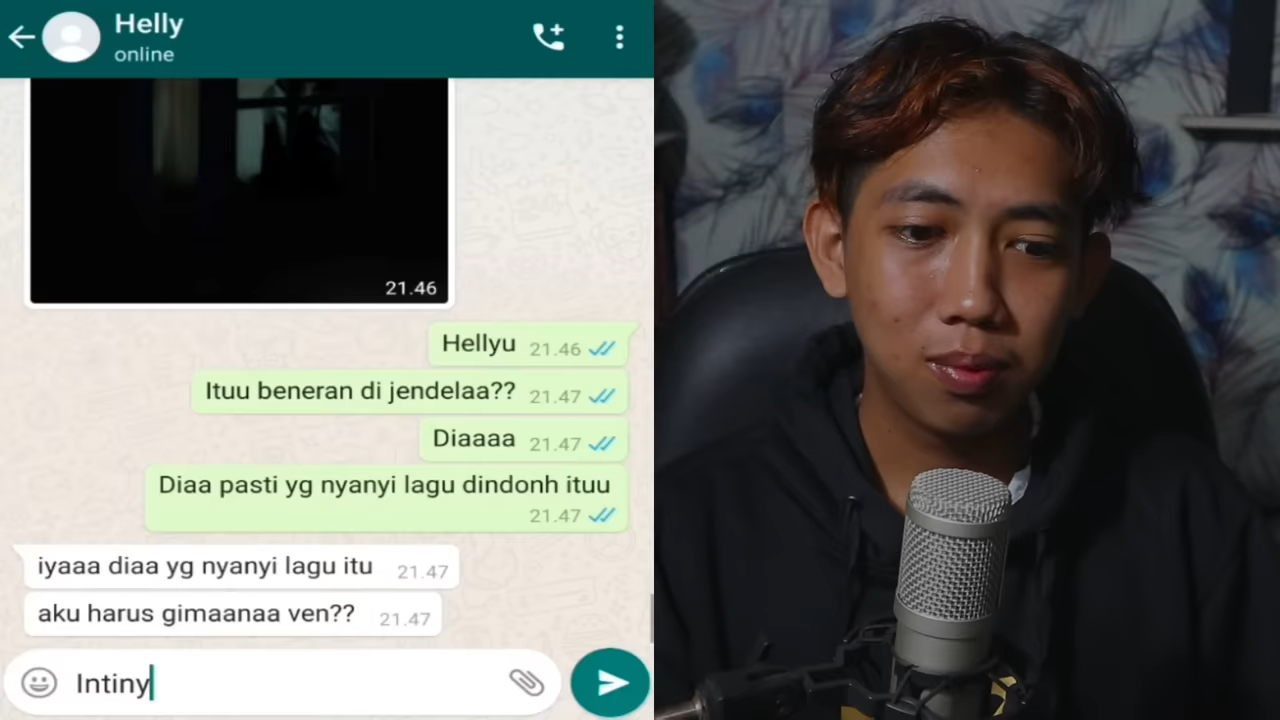 Helly
online
21.46
Hellyu 21.46
Ituu beneran di jendelaa?? 21.47
Diaaaa 21.47
Diaa pasti yg nyanyi lagu dindonh ituu
21.47
iyaaa diaa yg nyanyi lagu itu 21.47
aku harus gimaanaa ven?? 21.47
Intiny